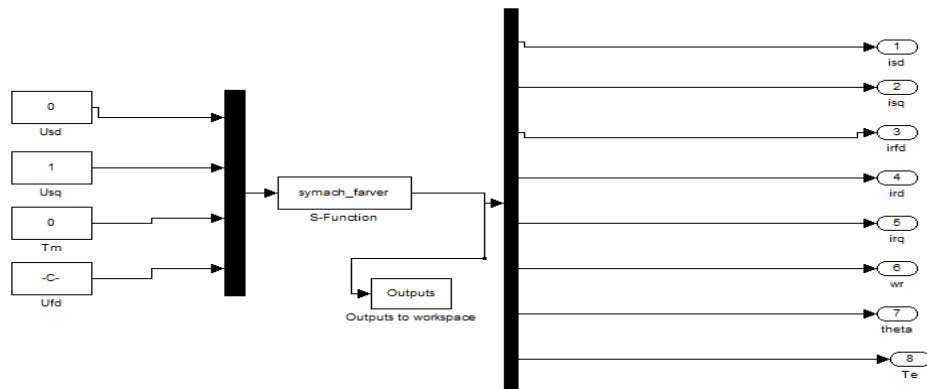 0
Usd
1
Usq
0
Tm
-C-
Ufd
symach_farver
S-Function
Outputs
Outputs to workspace
1
isd
2
isq
3
irfd
4
ird
5
irq
6
wr
7
theta
8
Te